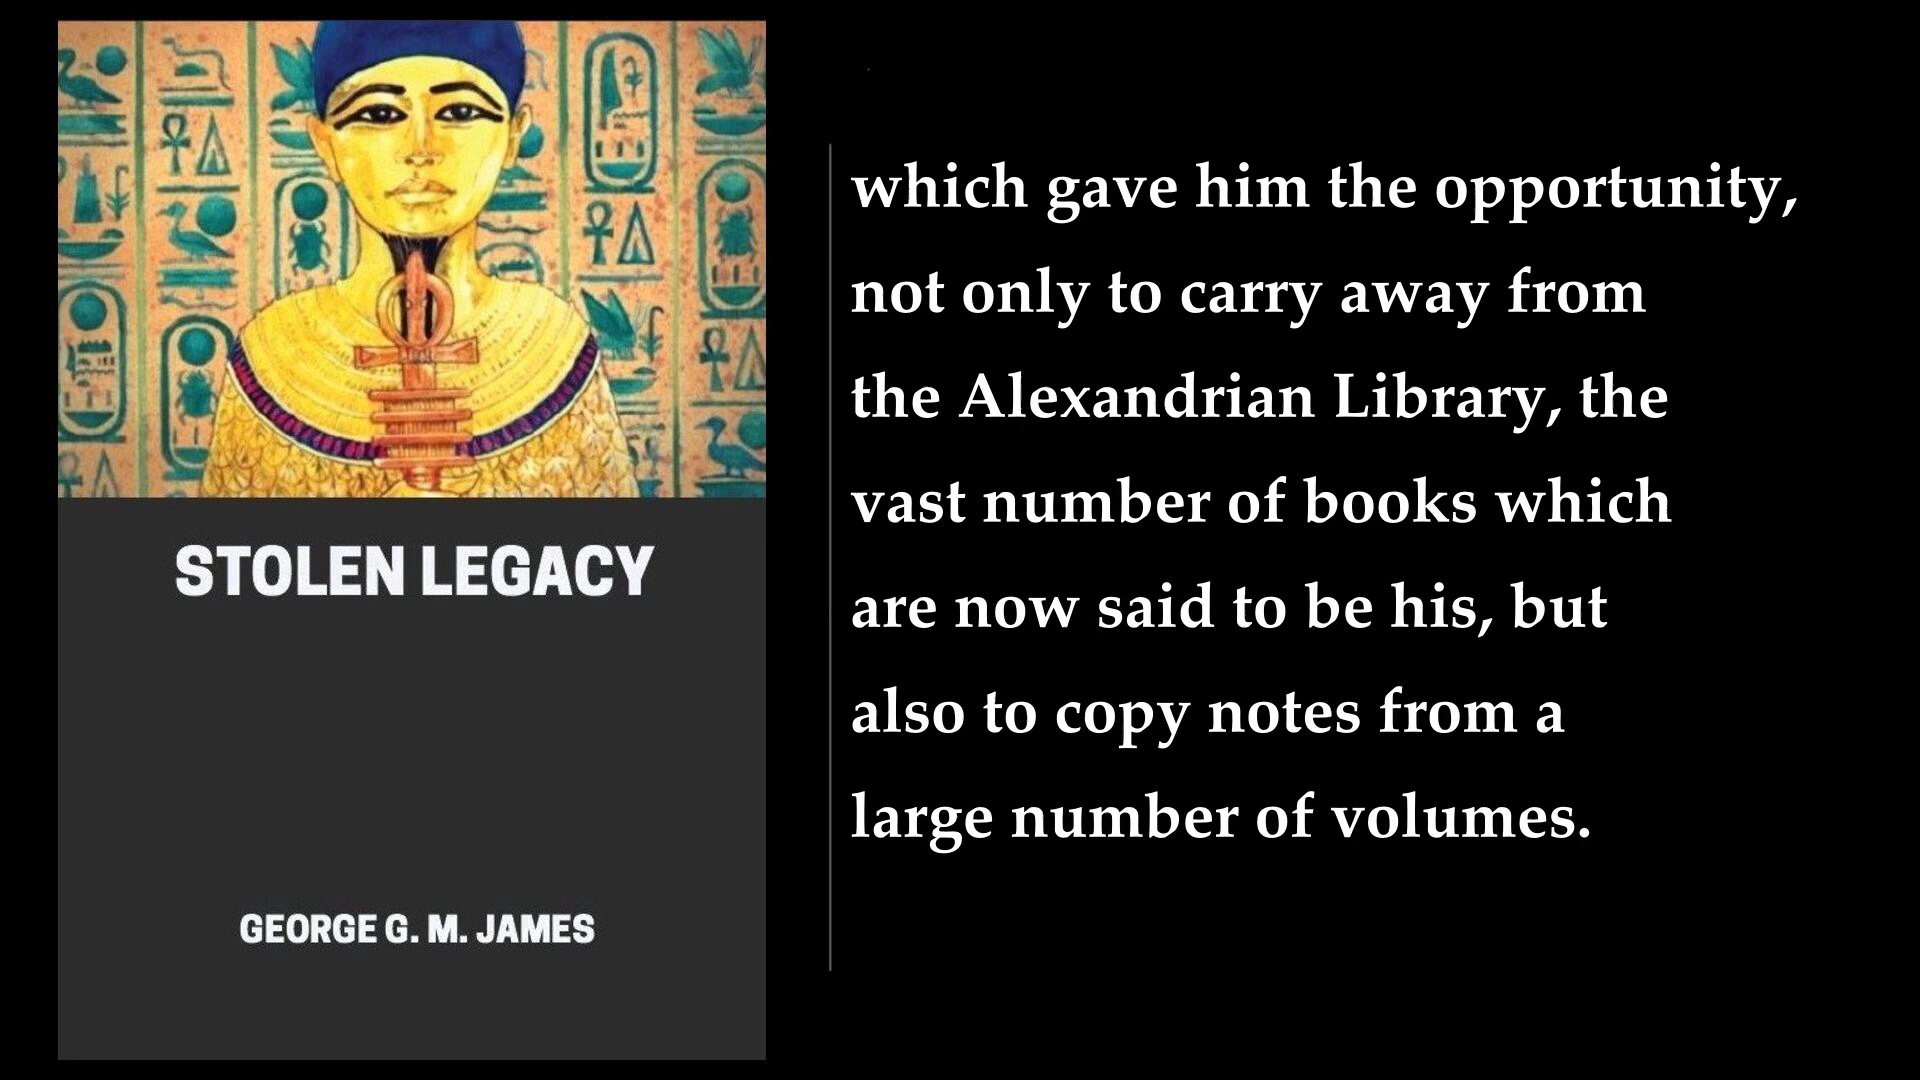 STOLEN LEGACY
GEORGE G. M. JAMES
which gave him the opportunity,
not only to carry away from
the Alexandrian Library, the
vast number of books which
are now said to be his, but
also to copy notes from a
large number of volumes.